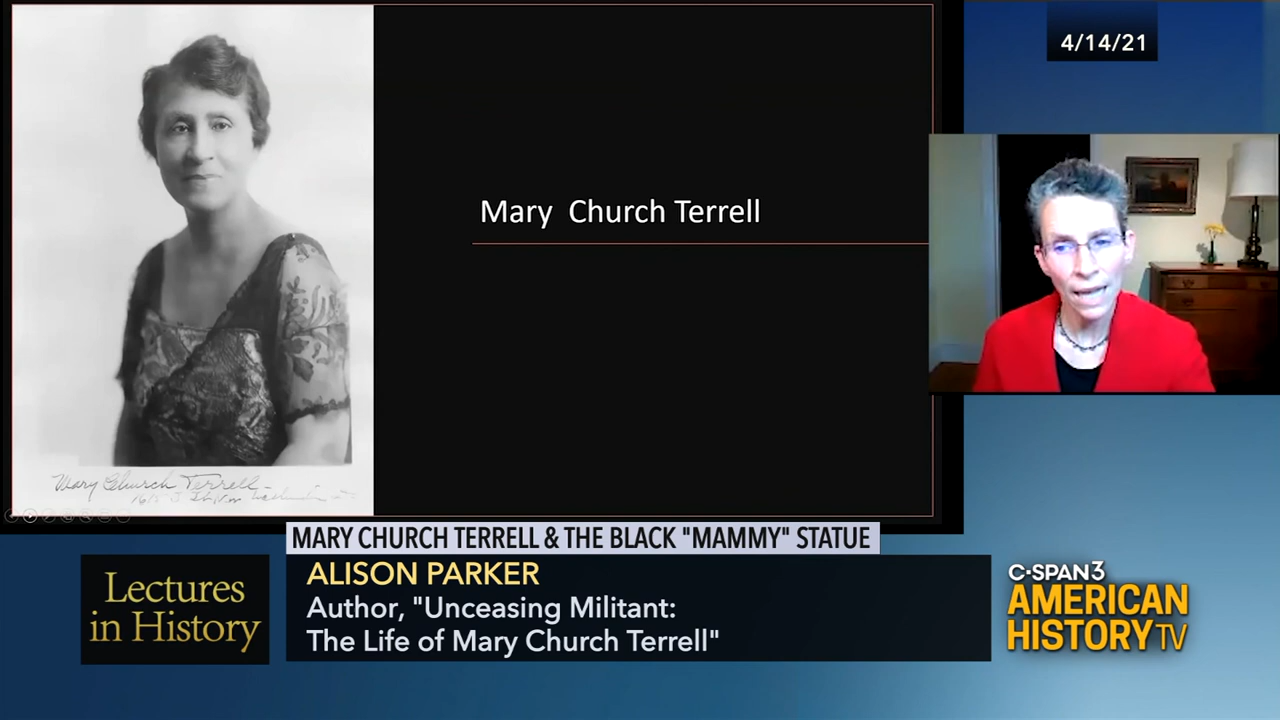 4/14/21
Mary Church Terrell
Mary Church Terrell
MARY CHURCH TERRELL & THE BLACK "MAMMY" STATUE
Lectures
in History
ALISON PARKER
Author, "Unceasing Militant:
The Life of Mary Church Terrell"
C-SPAN3
AMERICAN
HISTORY TV